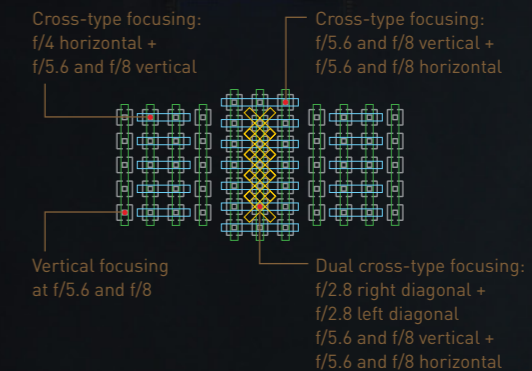 Cross-type focusing:
f/4 horizontal +
f/5.6 and f/8 vertical
Cross-type focusing:
f/5.6 and f/8 vertical +
f/5.6 and f/8 horizontal
Vertical focusing
at f/5.6 and f/8
Dual cross-type focusing:
f/2.8 right diagonal +
f/2.8 left diagonal
f/5.6 and f/8 vertical +
f/5.6 and f/8 horizontal